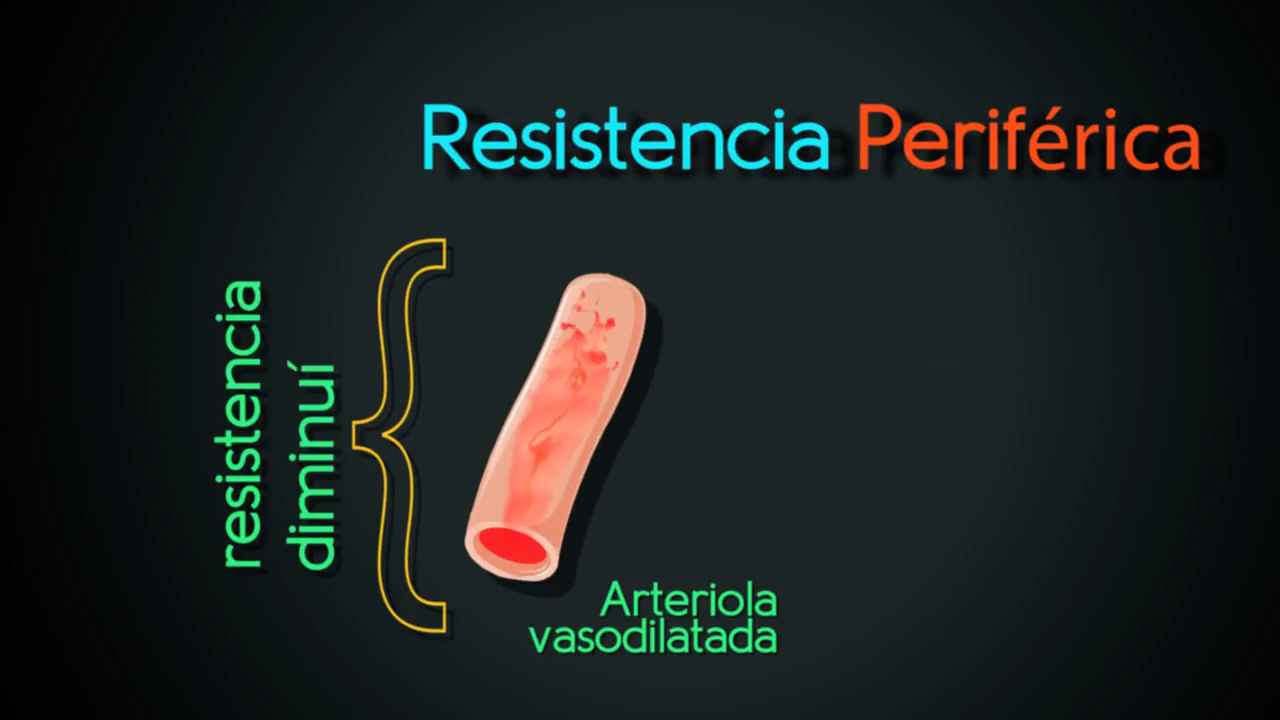 Resistencia Periférica
resistencia
diminuí
Arteriola
vasodilatada